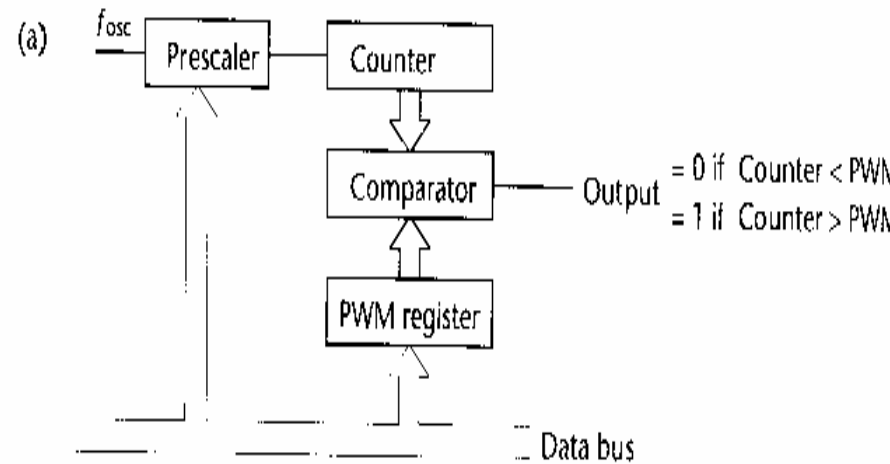 (a)
fosc
Prescaler
Counter
Comparator
Output
= 0 if Counter < PWM
= 1 if Counter > PWM
PWM register
Data bus